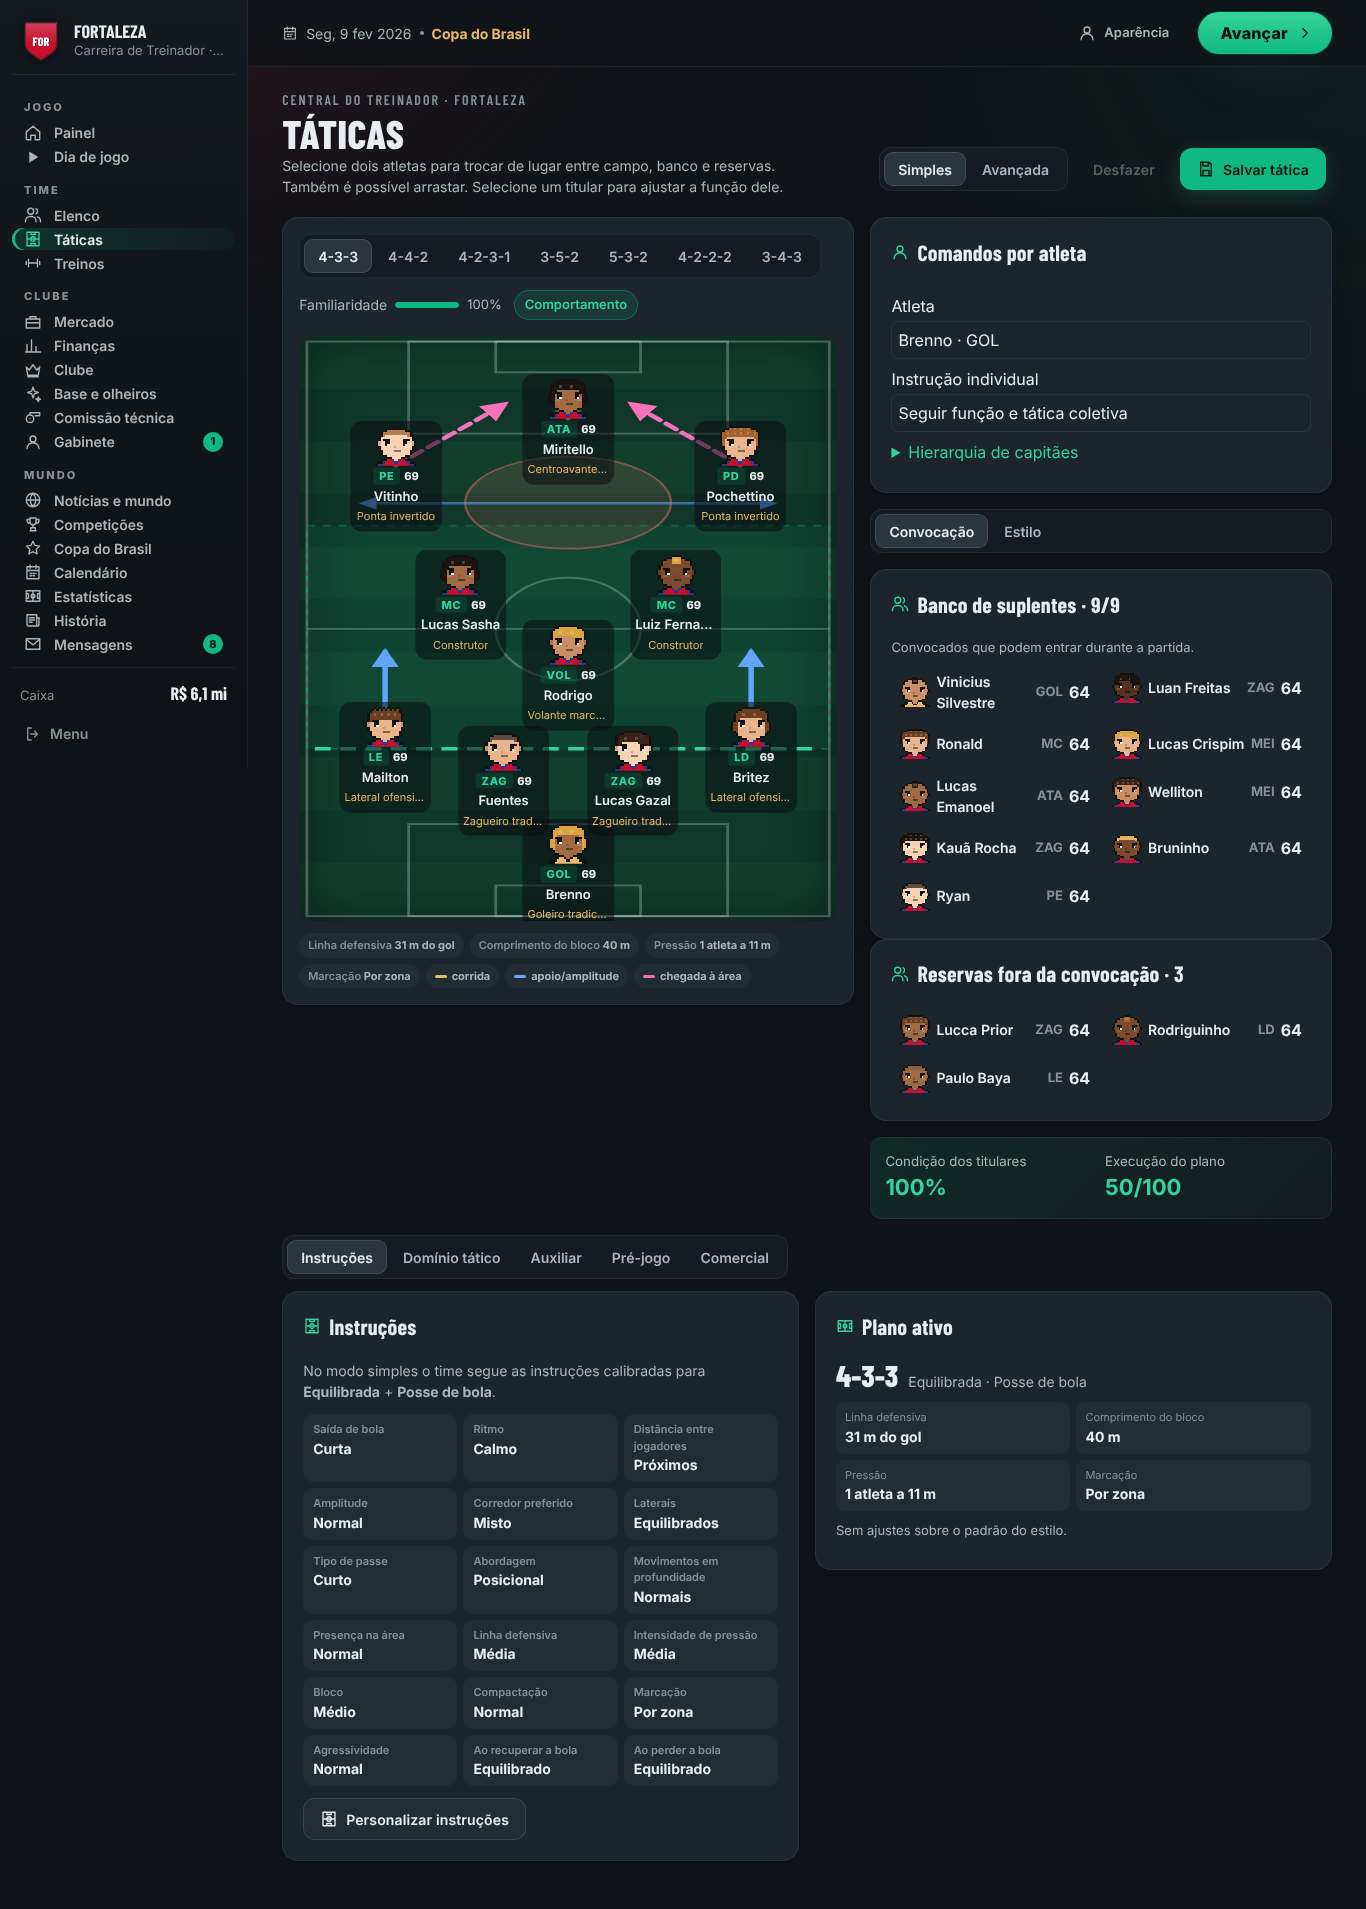 FOR
FORTALEZA
Carreira de Treinador ·...
JOGO
Painel
Dia de jogo
TIME
Elenco
Táticas
Treinos
CLUBE
Mercado
Finanças
Clube
Base e olheiros
Comissão técnica
Gabinete 1
MUNDO
Notícias e mundo
Competições
Copa do Brasil
Calendário
Estatísticas
História
Mensagens 8
Caixa R$ 6,1 mi
Menu
Seg, 9 fev 2026 • Copa do Brasil
Aparência
Avançar
CENTRAL DO TREINADOR · FORTALEZA
TÁTICAS
Selecione dois atletas para trocar de lugar entre campo, banco e reservas.
Também é possível arrastar. Selecione um titular para ajustar a função dele.
Simples Avançada Desfazer Salvar tática
4-3-3 4-4-2 4-2-3-1 3-5-2 5-3-2 4-2-2-2 3-4-3
Familiaridade 100% Comportamento
ATA 69
Miritello
Centroavante...
PE 69
Vitinho
Ponta invertido
PD 69
Pochettino
Ponta invertido
MC 69
Lucas Sasha
Construtor
MC 69
Luiz Ferna...
Construtor
VOL 69
Rodrigo
Volante marc...
LE 69
Mailton
Lateral ofensi...
ZAG 69
Fuentes
Zagueiro trad...
ZAG 69
Lucas Gazal
Zagueiro trad...
LD 69
Britez
Lateral ofensi...
GOL 69
Brenno
Goleiro tradic...
Linha defensiva 31 m do gol
Comprimento do bloco 40 m
Pressão 1 atleta a 11 m
Marcação Por zona
corrida
apoio/amplitude
chegada à área
Comandos por atleta
Atleta
Brenno · GOL
Instrução individual
Seguir função e tática coletiva
Hierarquia de capitães
Convocação Estilo
Banco de suplentes · 9/9
Convocados que podem entrar durante a partida.
Vinicius Silvestre GOL 64
Luan Freitas ZAG 64
Ronald MC 64
Lucas Crispim MEI 64
Lucas Emanoel ATA 64
Welliton MEI 64
Kauã Rocha ZAG 64
Bruninho ATA 64
Ryan PE 64
Reservas fora da convocação · 3
Lucca Prior ZAG 64
Rodriguinho LD 64
Paulo Baya LE 64
Condição dos titulares
100%
Execução do plano
50/100
Instruções Domínio tático Auxiliar Pré-jogo Comercial
Instruções
No modo simples o time segue as instruções calibradas para
Equilibrada + Posse de bola.
Saída de bola
Curta
Ritmo
Calmo
Distância entre
jogadores
Próximos
Amplitude
Normal
Corredor preferido
Misto
Laterais
Equilibrados
Tipo de passe
Curto
Abordagem
Posicional
Movimentos em
profundidade
Normais
Presença na área
Normal
Linha defensiva
Média
Intensidade de pressão
Média
Bloco
Médio
Compactação
Normal
Marcação
Por zona
Agressividade
Normal
Ao recuperar a bola
Equilibrado
Ao perder a bola
Equilibrado
Personalizar instruções
Plano ativo
4-3-3 Equilibrada · Posse de bola
Linha defensiva
31 m do gol
Comprimento do bloco
40 m
Pressão
1 atleta a 11 m
Marcação
Por zona
Sem ajustes sobre o padrão do estilo.